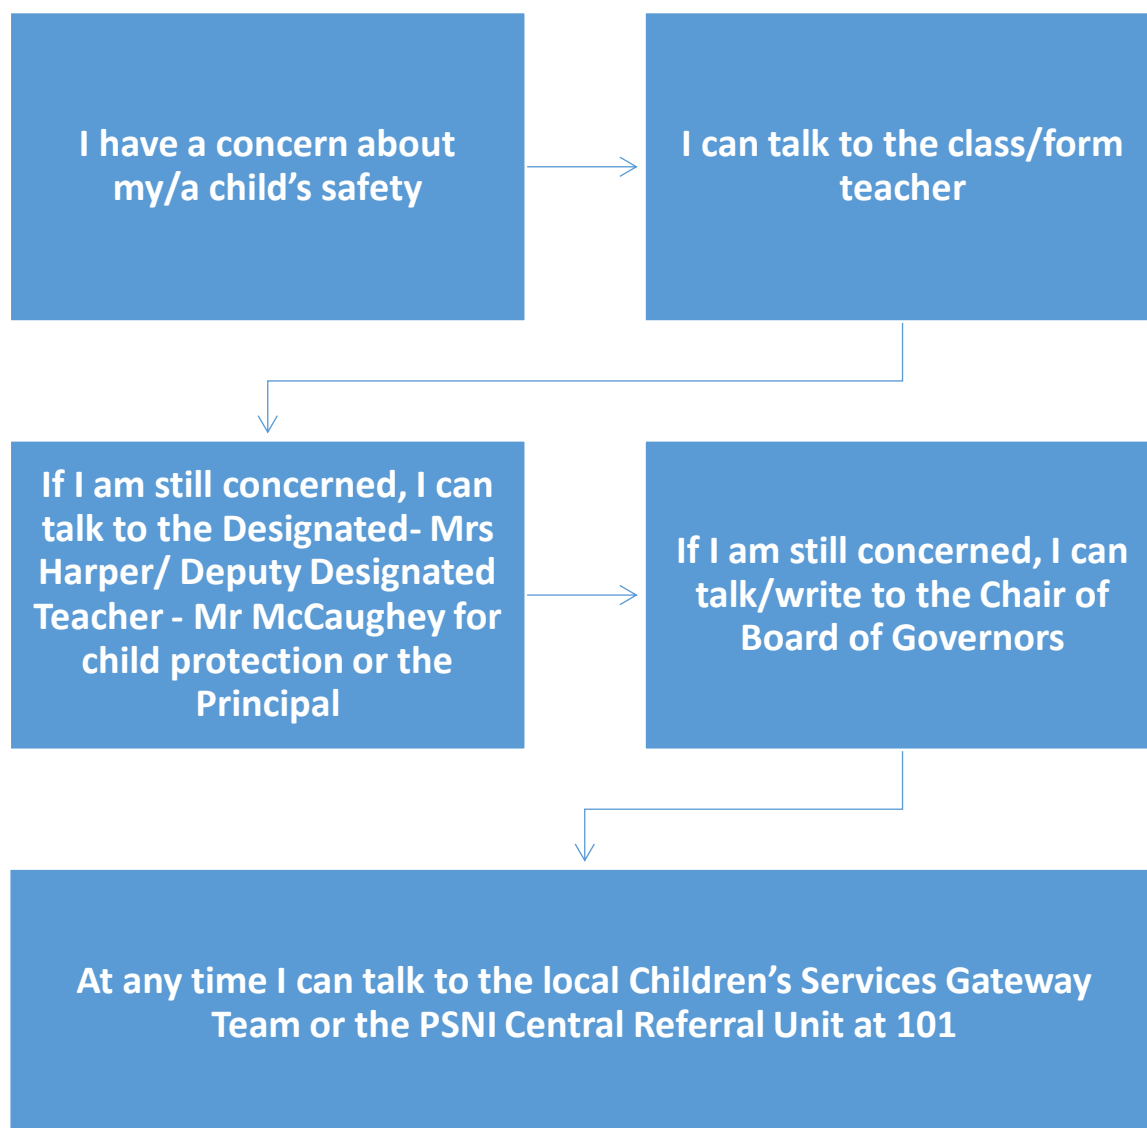 I have a concern about
my/a child’s safety
I can talk to the class/form
teacher
If I am still concerned, I can
talk to the Designated- Mrs
Harper/ Deputy Designated
Teacher - Mr McCaughey for
child protection or the
Principal
If I am still concerned, I can
talk/write to the Chair of
Board of Governors
At any time I can talk to the local Children’s Services Gateway
Team or the PSNI Central Referral Unit at 101